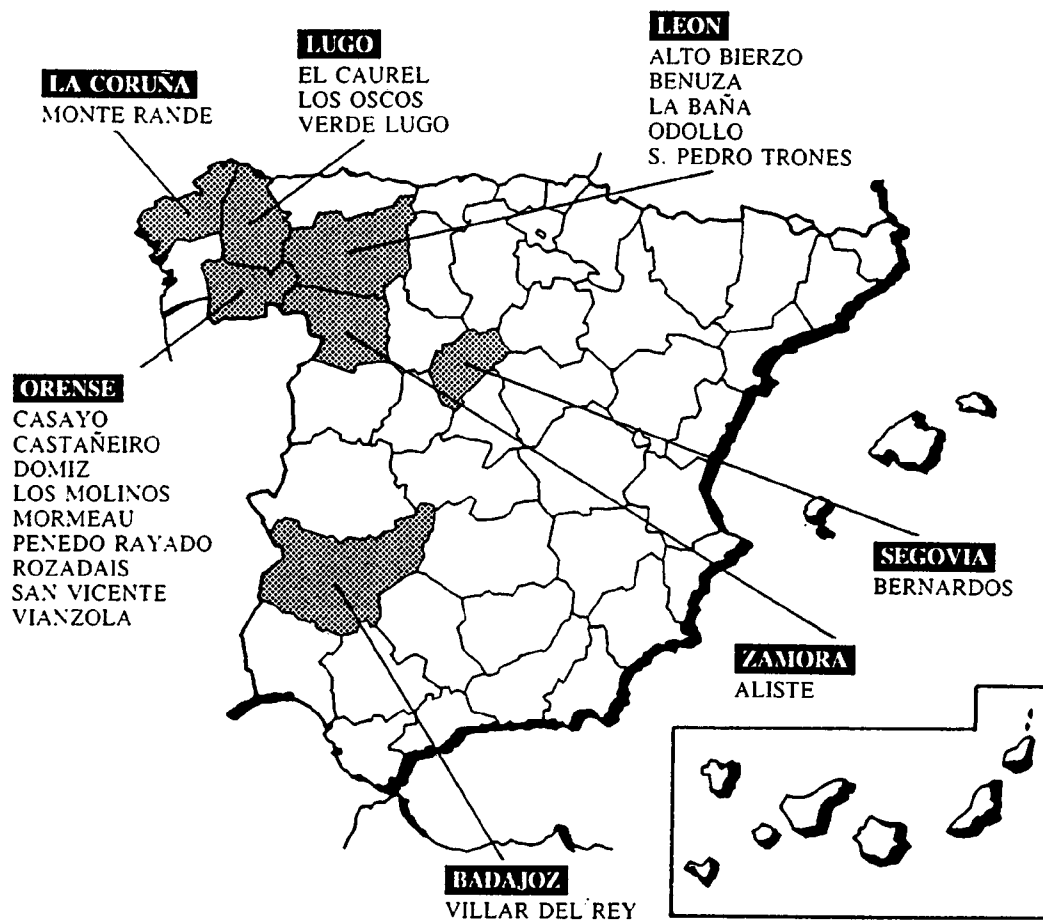 LUGO
EL CAUREL
LOS OSCOS
VERDE LUGO
LEON
ALTO BIERZO
BENUZA
LA BAÑA
ODOLLO
S. PEDRO TRONES
LA CORUÑA
MONTE RANDE
ORENSE
CASAYO
CASTAÑEIRO
DOMIZ
LOS MOLINOS
MORMEAU
PENEDO RAYADO
ROZADAIS
SAN VICENTE
VIANZOLA
SEGOVIA
BERNARDOS
ZAMORA
ALISTE
BADAJOZ
VILLAR DEL REY